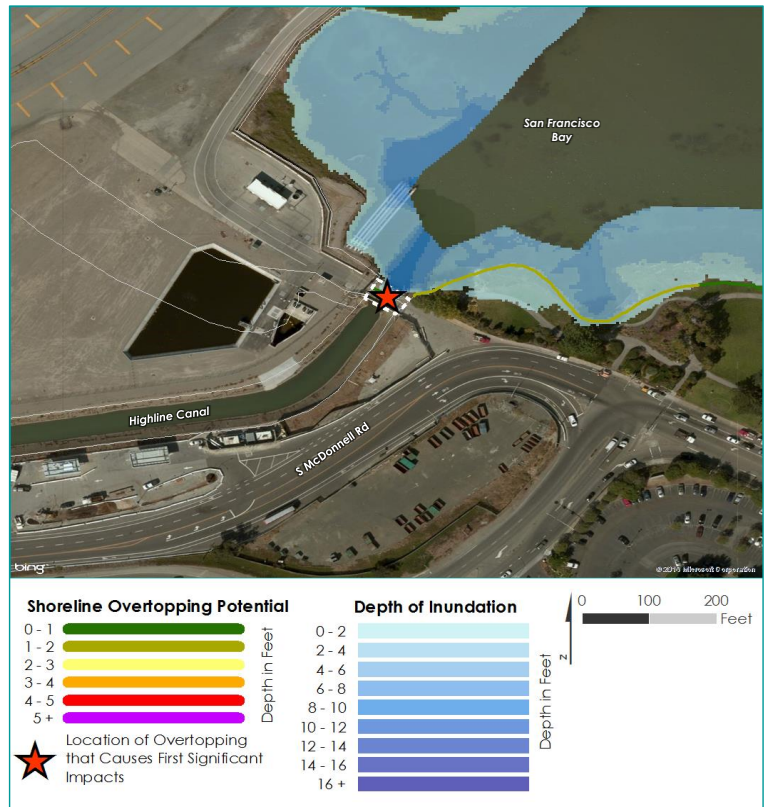 San Francisco
Bay
Highline Canal
S McDonnell Rd
bing
Microsoft Corporation
Shoreline Overtopping Potential
0 - 1
1 - 2
2 - 3
3 - 4
4 - 5
5 +
Depth in Feet
Location of Overtopping
that Causes First Significant
Impacts
Depth of Inundation
0 - 2
2 - 4
4 - 6
6 - 8
8 - 10
10 - 12
12 - 14
14 - 16
16 +
Depth in Feet
0 100 200
Feet
N